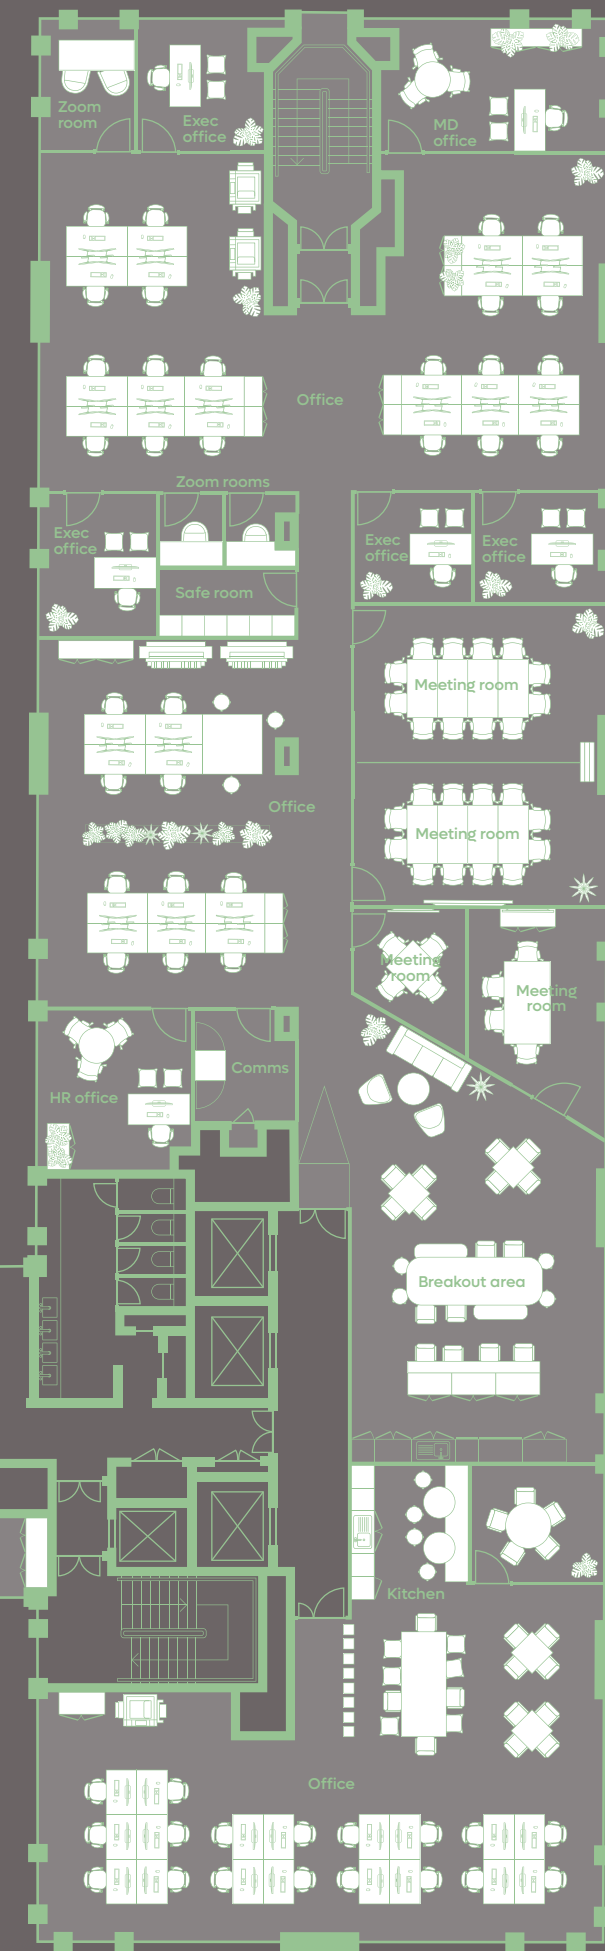 Zoom
room
Exec
office
MD
office
Office
Zoom rooms
Exec
office
Safe room
Exec
office
Exec
office
Meeting room
Office
Meeting room
Meeting
room
Meeting
room
HR office
Comms
Breakout area
Kitchen
Office